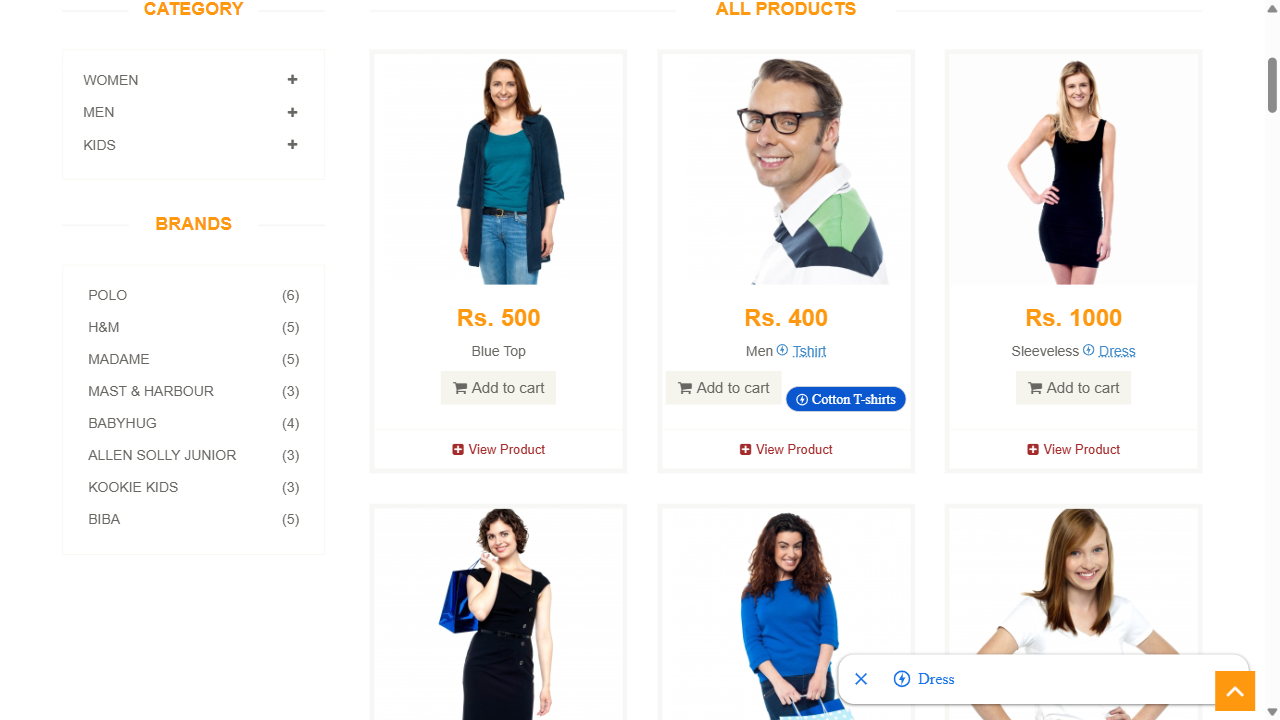 CATEGORY
ALL PRODUCTS
WOMEN
MEN
KIDS
BRANDS
POLO (6)
H&M (5)
MADAME (5)
MAST & HARBOUR (3)
BABYHUG (4)
ALLEN SOLLY JUNIOR (3)
KOOKIE KIDS (3)
BIBA (5)
Rs. 500
Blue Top
Add to cart
View Product
Rs. 400
Men Tshirt
Add to cart
Cotton T-shirts
View Product
Rs. 1000
Sleeveless Dress
Add to cart
View Product
Dress